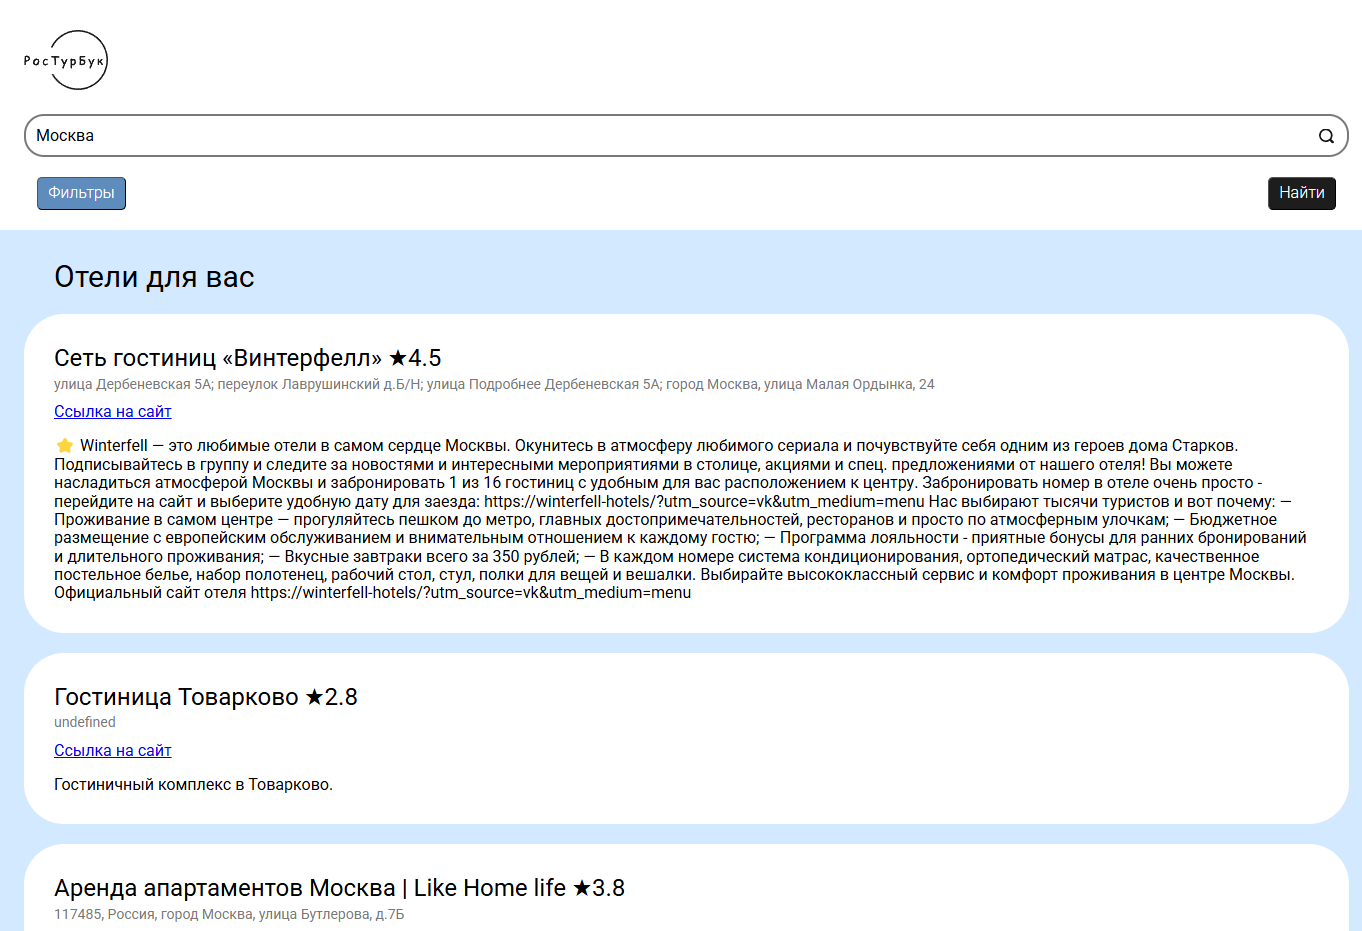 РосТурБук
Москва
Фильтры
Найти
Отели для вас
Сеть гостиниц «Винтерфелл» ★4.5
улица Дербеневская 5А; переулок Лаврушинский д.Б/Н; улица Подробнее Дербеневская 5А; город Москва, улица Малая Ордынка, 24
Ссылка на сайт
⭐ Winterfell — это любимые отели в самом сердце Москвы. Окунитесь в атмосферу любимого сериала и почувствуйте себя одним из героев дома Старков.
Подписывайтесь в группу и следите за новостями и интересными мероприятиями в столице, акциями и спец. предложениями от нашего отеля! Вы можете
насладиться атмосферой Москвы и забронировать 1 из 16 гостиниц с удобным для вас расположением к центру. Забронировать номер в отеле очень просто -
перейдите на сайт и выберите удобную дату для заезда: https://winterfell-hotels/?utm_source=vk&utm_medium=menu Нас выбирают тысячи туристов и вот почему: —
Проживание в самом центре — прогуляйтесь пешком до метро, главных достопримечательностей, ресторанов и просто по атмосферным улочкам; — Бюджетное
размещение с европейским обслуживанием и внимательным отношением к каждому гостю; — Программа лояльности - приятные бонусы для ранних бронирований
и длительного проживания; — Вкусные завтраки всего за 350 рублей; — В каждом номере система кондиционирования, ортопедический матрас, качественное
постельное белье, набор полотенец, рабочий стол, стул, полки для вещей и вешалки. Выбирайте высококлассный сервис и комфорт проживания в центре Москвы.
Официальный сайт отеля https://winterfell-hotels/?utm_source=vk&utm_medium=menu
Гостиница Товарково ★2.8
undefined
Ссылка на сайт
Гостиничный комплекс в Товарково.
Аренда апартаментов Москва | Like Home life ★3.8
117485, Россия, город Москва, улица Бутлерова, д.7Б